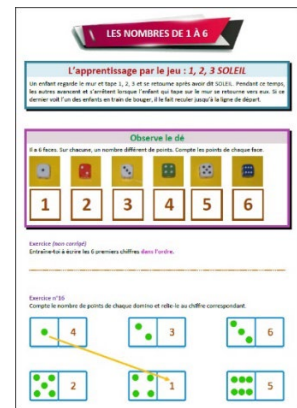 LES NOMBRES DE 1 À 6
L'apprentissage par le jeu : 1, 2, 3 SOLEIL
Un enfant regarde le mur et tape 1, 2, 3 et se retourne après avoir dit SOLEIL. Pendant ce temps,
les autres avancent et s'arrêtent lorsque l'enfant qui tape sur le mur se retourne vers eux. Si ce
dernier voit l'un des enfants en train de bouger, il le fait reculer jusqu'à la ligne de départ.
Observe le dé
Il a 6 faces. Sur chacune, un nombre différent de points. Compte les points de chaque face.
1 2 3 4 5 6
Exercice (non corrigé)
Entraîne-toi à écrire les 6 premiers chiffres dans l'ordre.
Exercice n°16
Compte le nombre de points de chaque domino et relie-le au chiffre correspondant.
4 3 6
2 1 5